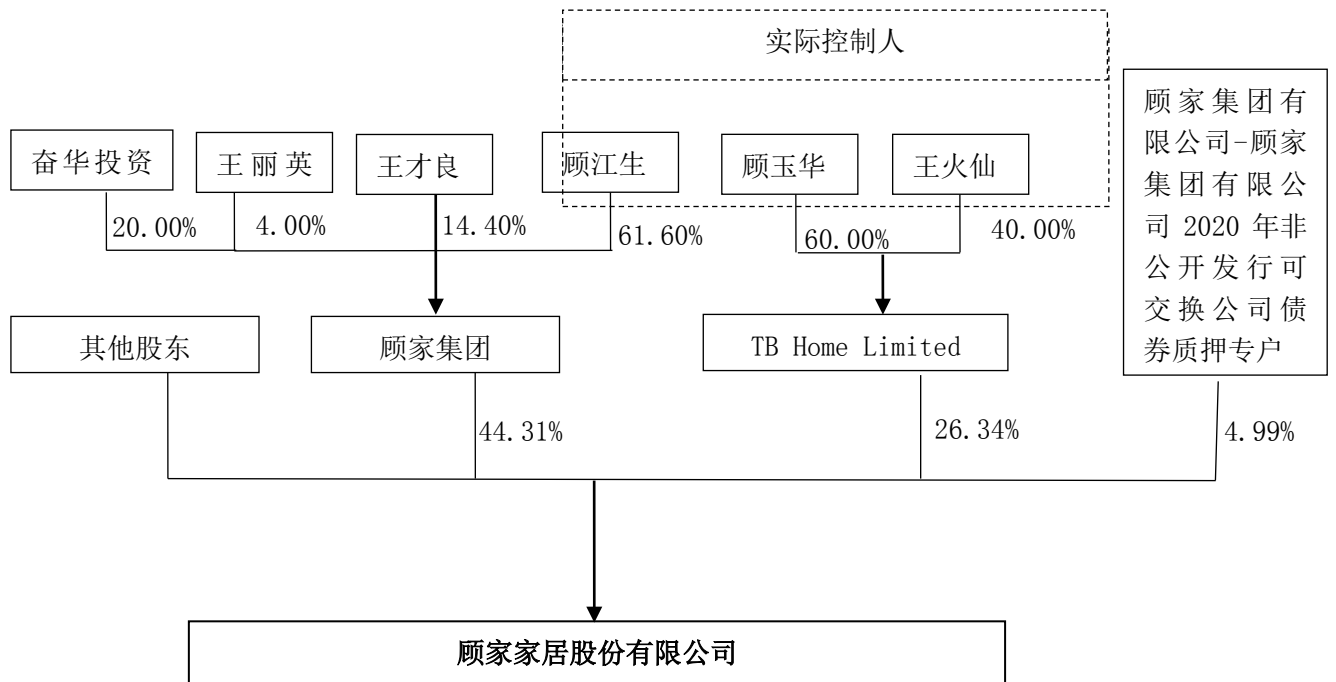 实际控制人
顾家集团有
限公司-顾家
集团有限公
司 2020 年非
公开发行可
交换公司债
券质押专户
奋华投资
王丽英
王才良
顾江生
顾玉华
王火仙
20.00%
4.00%
14.40%
61.60%
60.00%
40.00%
其他股东
顾家集团
TB Home Limited
44.31%
26.34%
4.99%
顾家家居股份有限公司